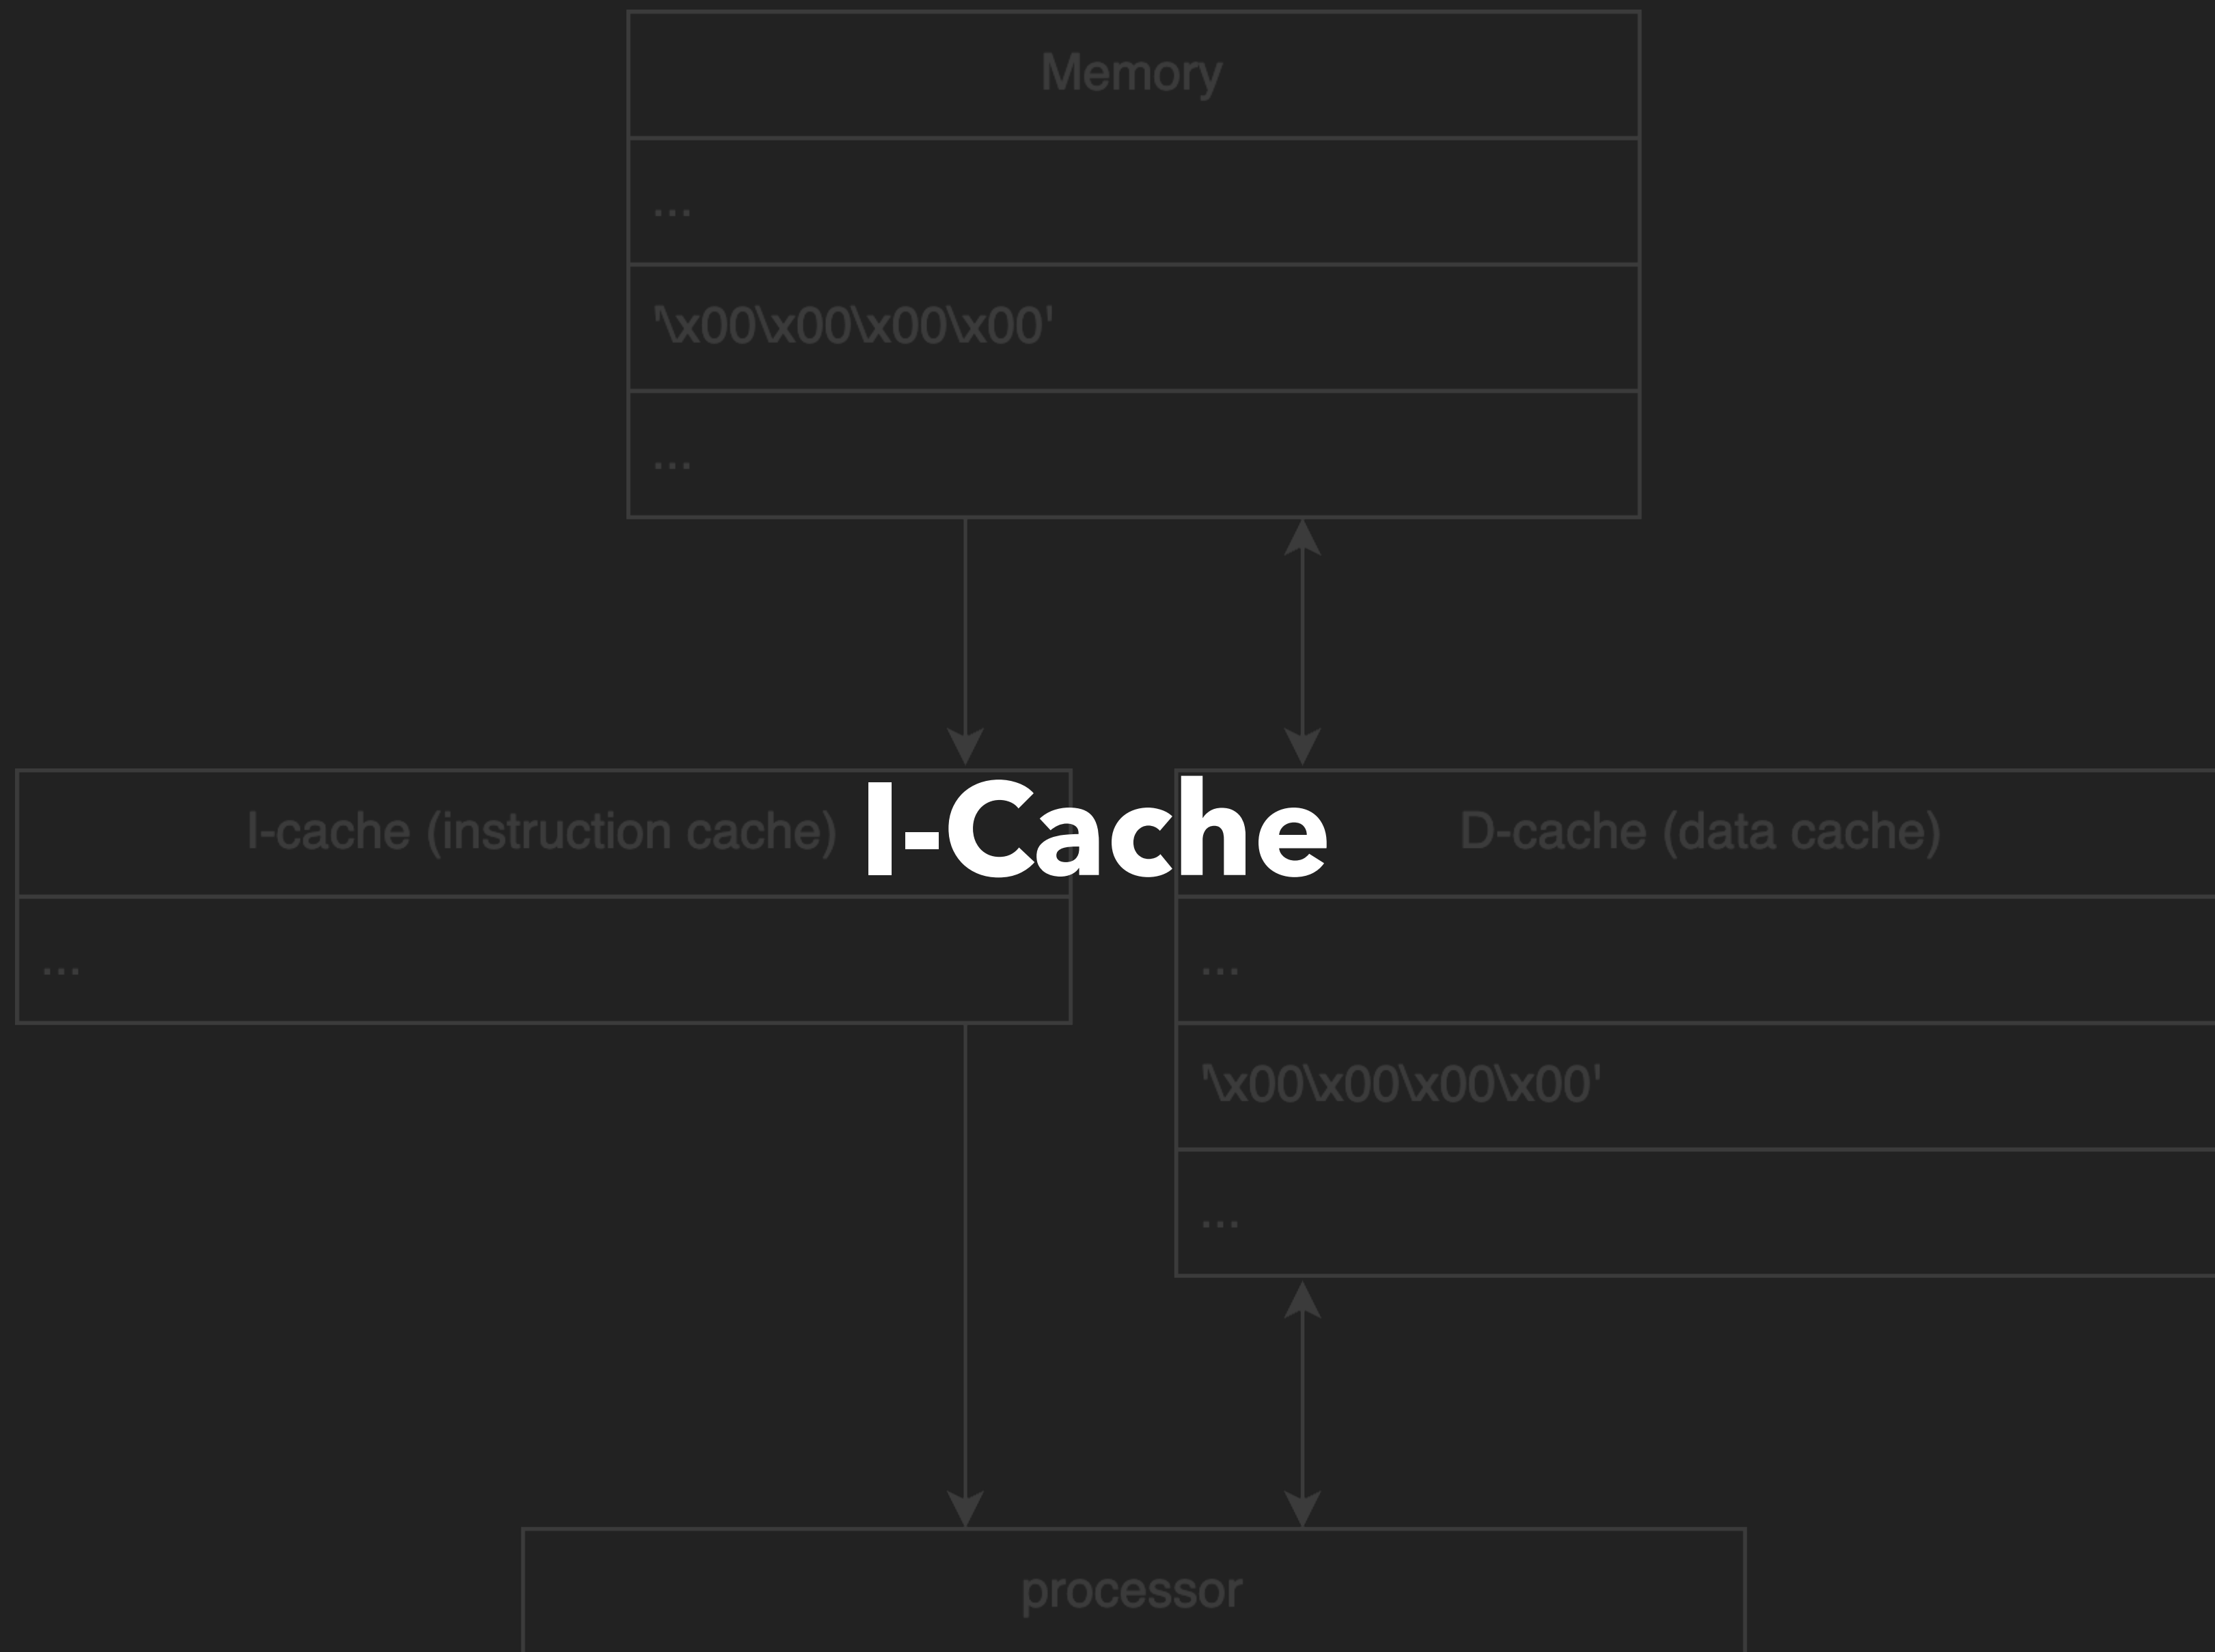 Memory
...
'\x00\x00\x00\x00'
...
I-Cache
I-cache (instruction cache)
...
D-cache (data cache)
...
'\x00\x00\x00\x00'
...
processor